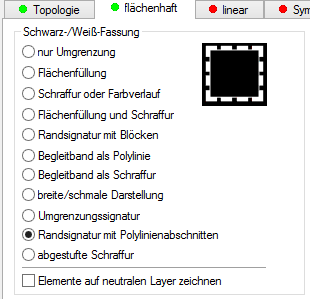 Topologie flächenhaft linear Sym
Schwarz-/Weiß-Fassung
nur Umgrenzung
Flächenfüllung
Schraffur oder Farbverlauf
Flächenfüllung und Schraffur
Randsignatur mit Blöcken
Begleitband als Polylinie
Begleitband als Schraffur
breite/schmale Darstellung
Umgrenzungssignatur
Randsignatur mit Polylinienabschnitten
abgestufte Schraffur
Elemente auf neutralen Layer zeichnen